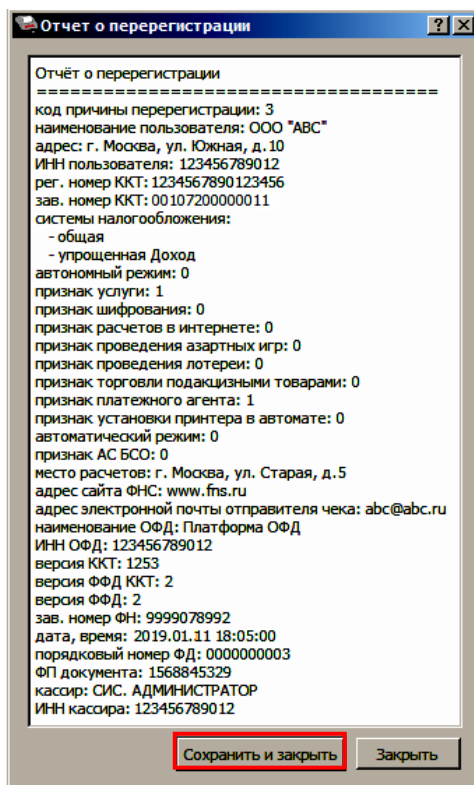 Отчет о перерегистрации
Отчёт о перерегистрации
=====================================
код причины перерегистрации: 3
наименование пользователя: ООО "АВС"
адрес: г. Москва, ул. Южная, д.10
ИНН пользователя: 123456789012
рег. номер ККТ: 1234567890123456
зав. номер ККТ: 00107200000011
системы налогообложения:
- общая
- упрощенная Доход
автономный режим: 0
признак услуги: 1
признак шифрования: 0
признак расчетов в интернете: 0
признак проведения азартных игр: 0
признак проведения лотереи: 0
признак торговли подакцизными товарами: 0
признак платежного агента: 1
признак установки принтера в автомате: 0
автоматический режим: 0
признак АС БСО: 0
место расчетов: г. Москва, ул. Старая, д.5
адрес сайта ФНС: www.fns.ru
адрес электронной почты отправителя чека: abc@abc.ru
наименование ОФД: Платформа ОФД
ИНН ОФД: 123456789012
версия ККТ: 1253
версия ФФД ККТ: 2
версия ФФД: 2
зав. номер ФН: 9999078992
дата, время: 2019.01.11 18:05:00
порядковый номер ФД: 0000000003
ФП документа: 1568845329
кассир: СИС. АДМИНИСТРАТОР
ИНН кассира: 123456789012
Сохранить и закрыть Закрыть